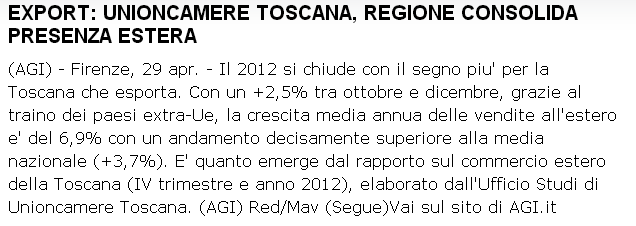 EXPORT: UNIONCAMERE TOSCANA, REGIONE CONSOLIDA
PRESENZA ESTERA
(AGI) - Firenze, 29 apr. - Il 2012 si chiude con il segno piu' per la
Toscana che esporta. Con un +2,5% tra ottobre e dicembre, grazie al
traino dei paesi extra-Ue, la crescita media annua delle vendite all'estero
e' del 6,9% con un andamento decisamente superiore alla media
nazionale (+3,7%). E' quanto emerge dal rapporto sul commercio estero
della Toscana (IV trimestre e anno 2012), elaborato dall'Ufficio Studi di
Unioncamere Toscana. (AGI) Red/Mav (Segue)Vai sul sito di AGI.it